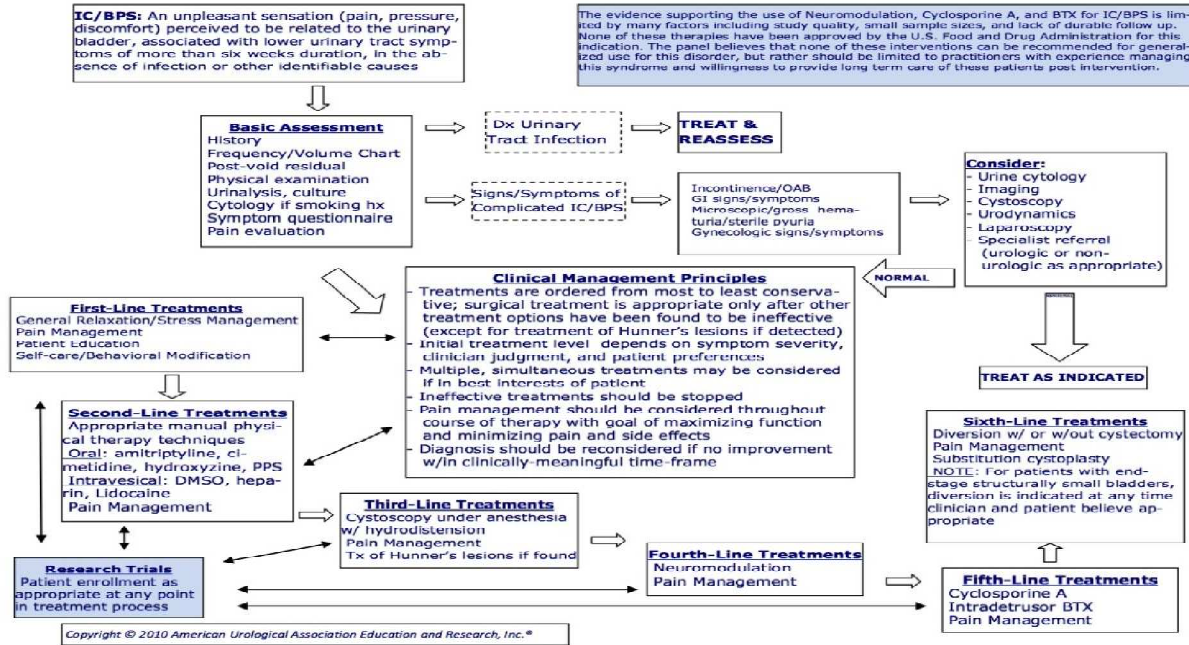 IC/BPS: An unpleasant sensation (pain, pressure,
discomfort) perceived to be related to the urinary
bladder, associated with lower urinary tract symp-
toms of more than six weeks duration, in the ab-
sence of infection or other identifiable causes
The evidence supporting the use of Neuromodulation, Cyclosporine A, and BTX for IC/BPS is lim-
ited by many factors including study quality, small sample sizes, and lack of durable follow up.
None of these therapies have been approved by the U.S. Food and Drug Administration for this
indication. The panel believes that none of these interventions can be recommended for general-
ized use for this disorder, but rather should be limited to practitioners with experience managing
this syndrome and willingness to provide long term care of these patients post intervention.
Basic Assessment
History
Frequency/Volume Chart
Post-void residual
Physical examination
Urinalysis, culture
Cytology if smoking hx
Symptom questionnaire
Pain evaluation
Dx Urinary
Tract Infection
TREAT &
REASSESS
Signs/Symptoms of
Complicated IC/BPS
Incontinence/OAB
GI signs/symptoms
Microscopic/gross hema-
turia/sterile pyuria
Gynecologic signs/symptoms
Consider:
- Urine cytology
- Imaging
- Cystoscopy
- Urodynamics
- Laparoscopy
- Specialist referral
(urologic or non-
urologic as appropriate)
NORMAL
TREAT AS INDICATED
Clinical Management Principles
- Treatments are ordered from most to least conserva-
tive; surgical treatment is appropriate only after other
treatment options have been found to be ineffective
(except for treatment of Hunner's lesions if detected)
- Initial treatment level depends on symptom severity,
clinician judgment, and patient preferences
- Multiple, simultaneous treatments may be considered
if in best interests of patient
- Ineffective treatments should be stopped
- Pain management should be considered throughout
course of therapy with goal of maximizing function
and minimizing pain and side effects
- Diagnosis should be reconsidered if no improvement
w/in clinically-meaningful time-frame
First-Line Treatments
General Relaxation/Stress Management
Pain Management
Patient Education
Self-care/Behavioral Modification
Second-Line Treatments
Appropriate manual physi-
cal therapy techniques
Oral: amitriptyline, ci-
metidine, hydroxyzine, PPS
Intravesical: DMSO, hepa-
rin, Lidocaine
Pain Management
Third-Line Treatments
Cystoscopy under anesthesia
w/ hydrodistension
Pain Management
Tx of Hunner's lesions if found
Fourth-Line Treatments
Neuromodulation
Pain Management
Fifth-Line Treatments
Cyclosporine A
Intradetrusor BTX
Pain Management
Sixth-Line Treatments
Diversion w/ or w/out cystectomy
Pain Management
Substitution cystoplasty
NOTE: For patients with end-
stage structurally small bladders,
diversion is indicated at any time
clinician and patient believe ap-
propriate
Research Trials
Patient enrollment as
appropriate at any point
in treatment process
Copyright © 2010 American Urological Association Education and Research, Inc.®